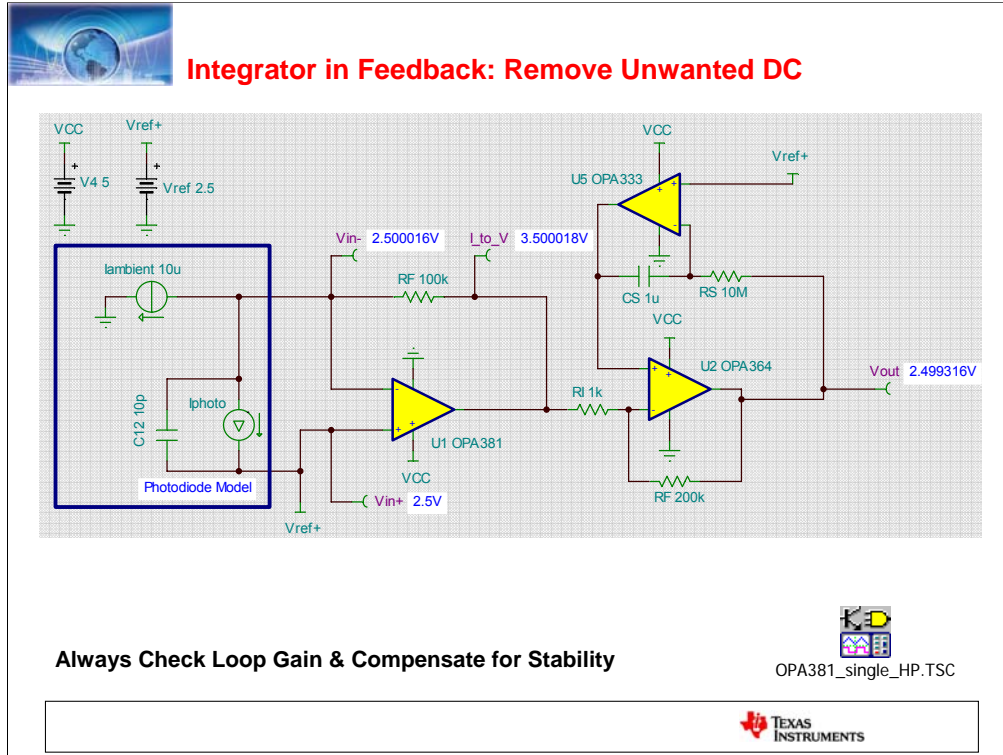 Integrator in Feedback: Remove Unwanted DC
VCC
Vref+
V4 5
Vref 2.5
VCC
Vref+
U5 OPA333
Vin- 2.500016V
I_to_V 3.500018V
Iambient 10u
RF 100k
CS 1u
RS 10M
VCC
U2 OPA364
Vout 2.499316V
RI 1k
C12 10p
Iphoto
U1 OPA381
VCC
RF 200k
Photodiode Model
Vin+ 2.5V
Vref+
Always Check Loop Gain & Compensate for Stability
OPA381_single_HP.TSC
TEXAS
INSTRUMENTS